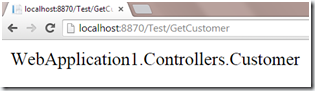 localhost:8870/Test/GetCu
localhost:8870/Test/GetCustomer
WebApplication1.Controllers.Customer